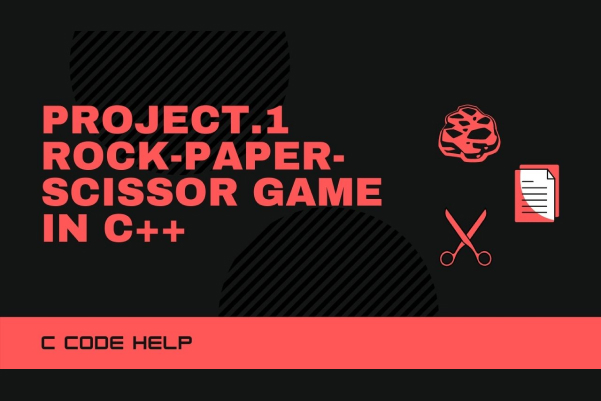 PROJECT.1
ROCK-PAPER-
SCISSOR GAME
IN C++
C CODE HELP